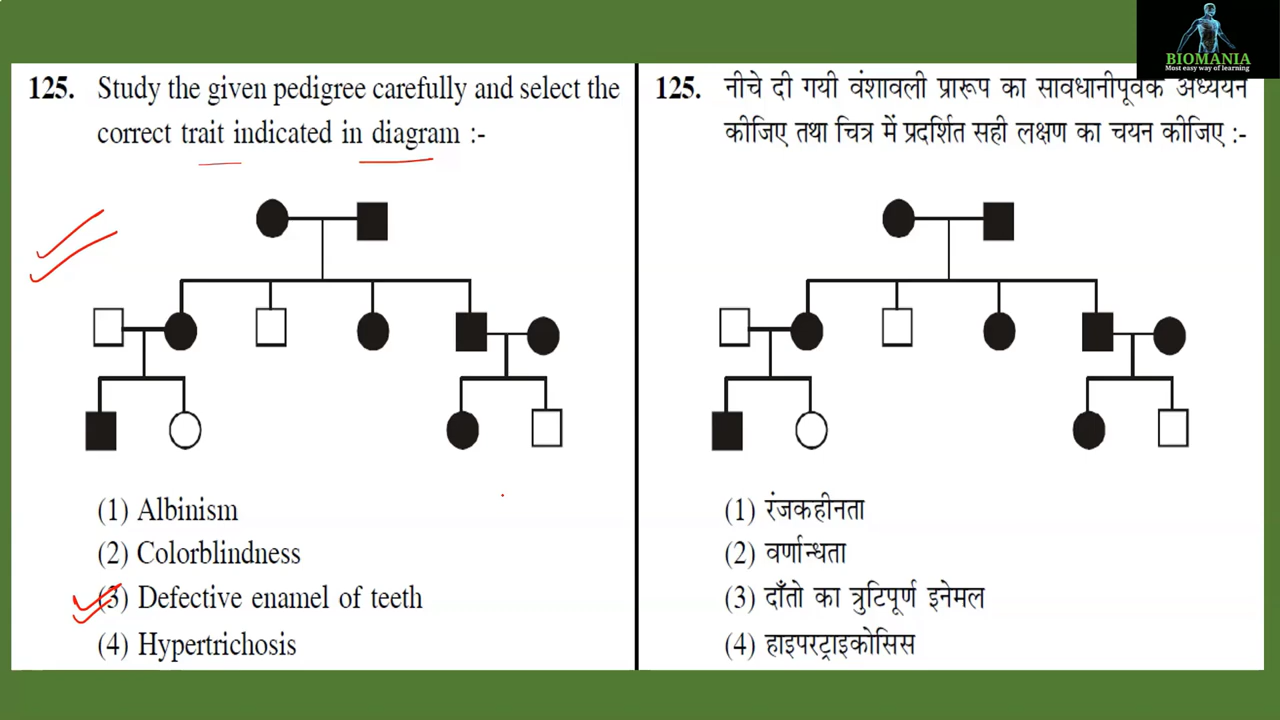 BIOMANIA
Most easy way of learning
125. Study the given pedigree carefully and select the
correct trait indicated in diagram :-
(1) Albinism
(2) Colorblindness
(3) Defective enamel of teeth
(4) Hypertrichosis
125. नीचे दी गयी वंशावली प्रारूप का सावधानीपूर्वक अध्ययन
कीजिए तथा चित्र में प्रदर्शित सही लक्षण का चयन कीजिए :-
(1) रंजकहीनता
(2) वर्णान्धता
(3) दाँतो का त्रुटिपूर्ण इनेमल
(4) हाइपरट्राइकोसिस